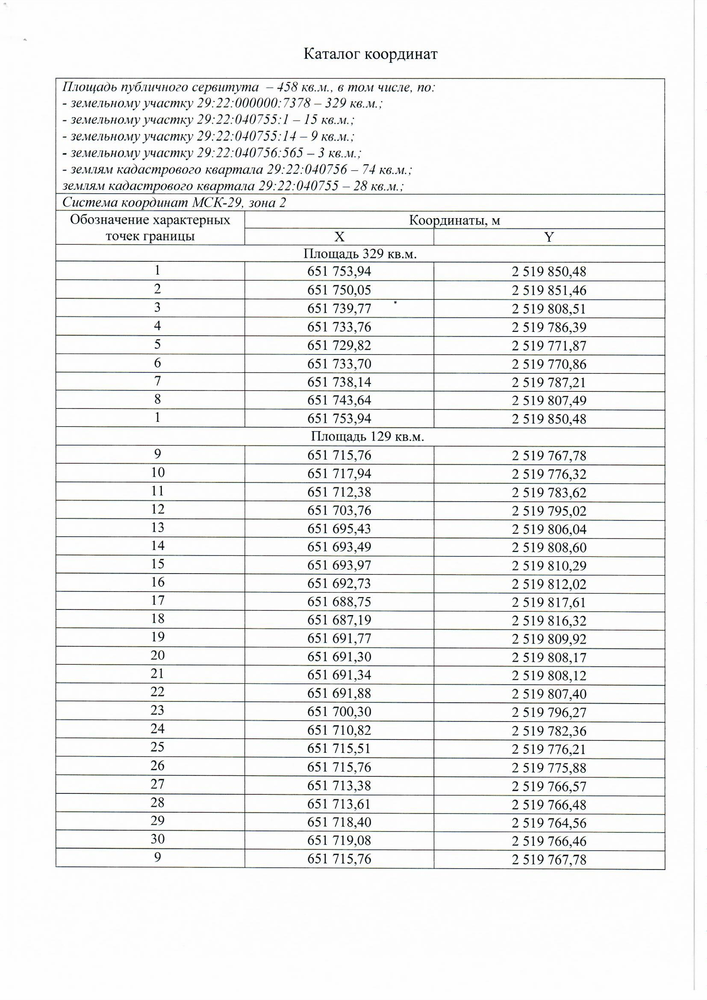 Каталог координат
Площадь публичного сервитута – 458 кв.м., в том числе, по:
- земельному участку 29:22:000000:7378 – 329 кв.м.;
- земельному участку 29:22:040755:1 – 15 кв.м.;
- земельному участку 29:22:040755:14 – 9 кв.м.;
- земельному участку 29:22:040756:565 – 3 кв.м.;
- землям кадастрового квартала 29:22:040756 – 74 кв.м.;
землям кадастрового квартала 29:22:040755 – 28 кв.м.;
Система координат МСК-29, зона 2
Обозначение характерных точек границы Координаты, м
X Y
Площадь 329 кв.м.
1 651 753,94 2 519 850,48
2 651 750,05 2 519 851,46
3 651 739,77 2 519 808,51
4 651 733,76 2 519 786,39
5 651 729,82 2 519 771,87
6 651 733,70 2 519 770,86
7 651 738,14 2 519 787,21
8 651 743,64 2 519 807,49
1 651 753,94 2 519 850,48
Площадь 129 кв.м.
9 651 715,76 2 519 767,78
10 651 717,94 2 519 776,32
11 651 712,38 2 519 783,62
12 651 703,76 2 519 795,02
13 651 695,43 2 519 806,04
14 651 693,49 2 519 808,60
15 651 693,97 2 519 810,29
16 651 692,73 2 519 812,02
17 651 688,75 2 519 817,61
18 651 687,19 2 519 816,32
19 651 691,77 2 519 809,92
20 651 691,30 2 519 808,17
21 651 691,34 2 519 808,12
22 651 691,88 2 519 807,40
23 651 700,30 2 519 796,27
24 651 710,82 2 519 782,36
25 651 715,51 2 519 776,21
26 651 715,76 2 519 775,88
27 651 713,38 2 519 766,57
28 651 713,61 2 519 766,48
29 651 718,40 2 519 764,56
30 651 719,08 2 519 766,46
9 651 715,76 2 519 767,78